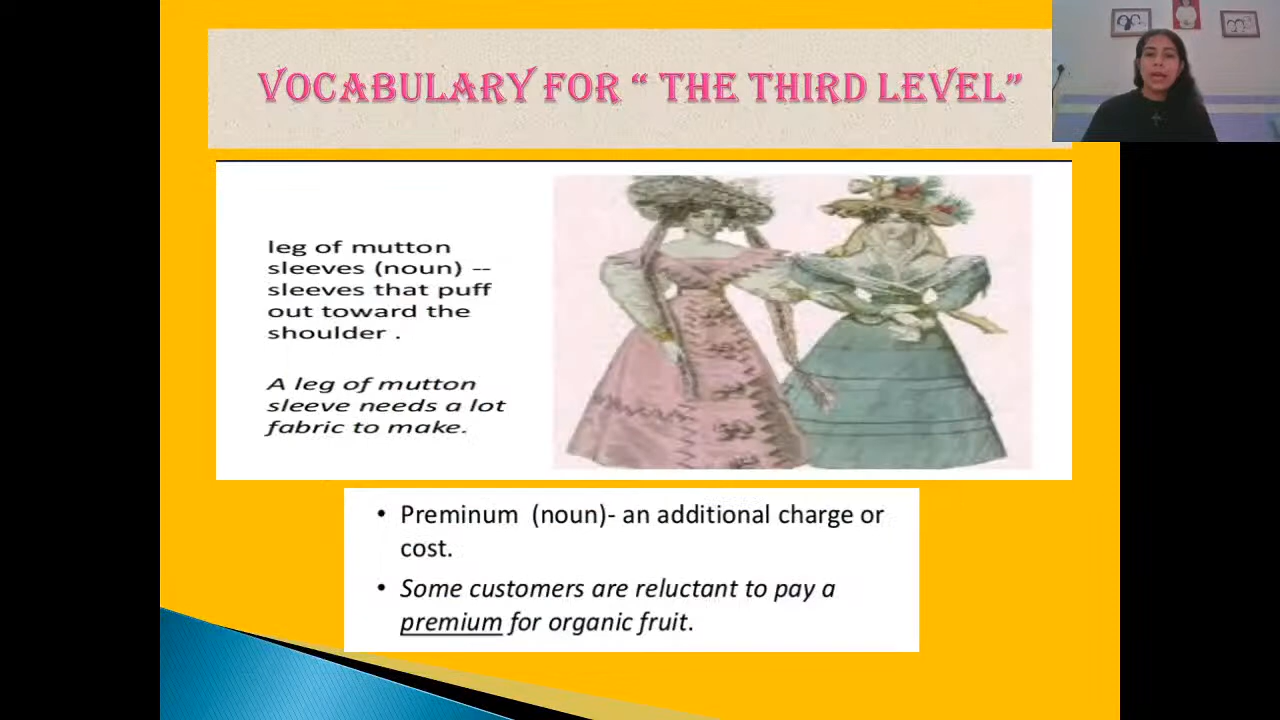 VOCABULARY FOR “ THE THIRD LEVEL”
leg of mutton
sleeves (noun) --
sleeves that puff
out toward the
shoulder .
A leg of mutton
sleeve needs a lot
fabric to make.
• Preminum (noun)- an additional charge or
cost.
• Some customers are reluctant to pay a
premium for organic fruit.